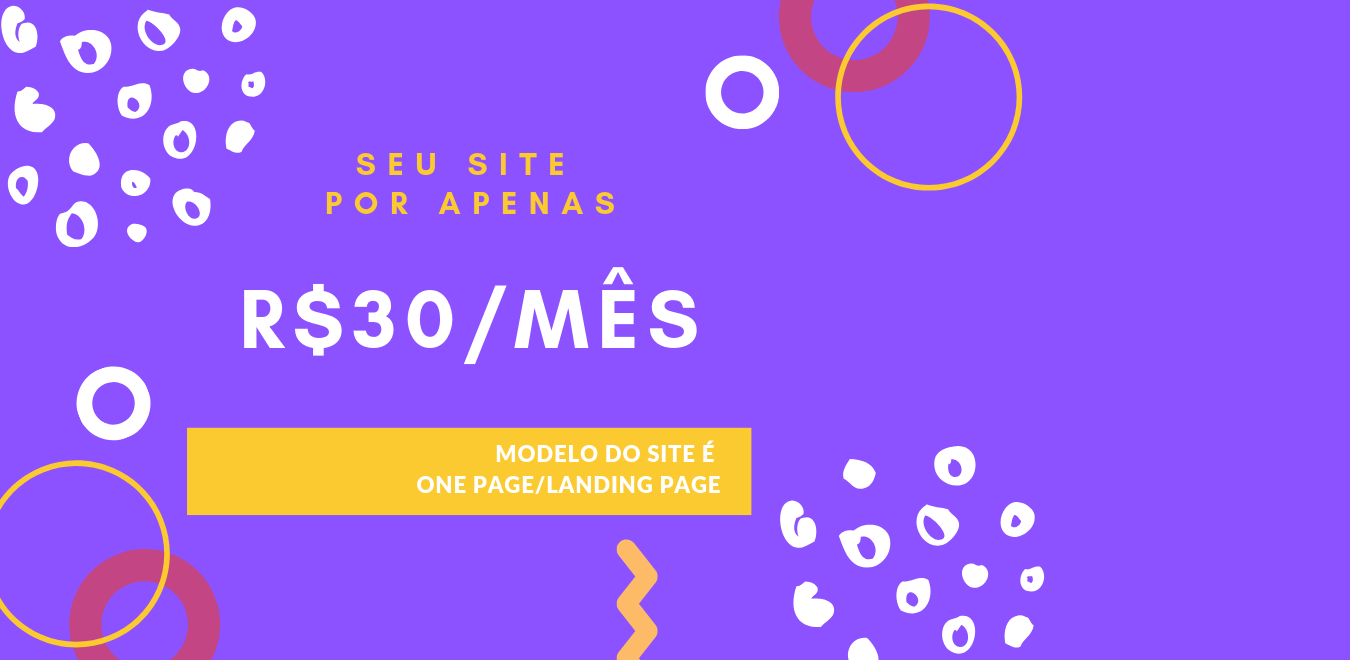 SEU SITE
POR APENAS
R$30/MÊS
MODELO DO SITE É
ONE PAGE/LANDING PAGE